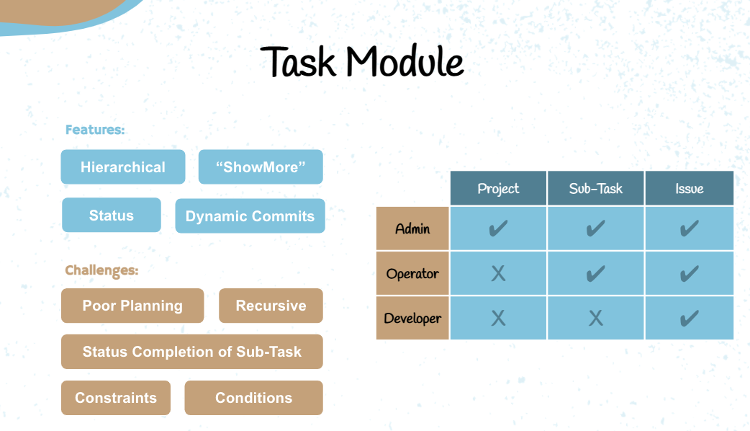 Task Module
Features:
Hierarchical
“ShowMore”
Status
Dynamic Commits
Challenges:
Poor Planning
Recursive
Status Completion of Sub-Task
Constraints
Conditions
Project Sub-Task Issue
Admin ✔ ✔ ✔
Operator X ✔ ✔
Developer X X ✔